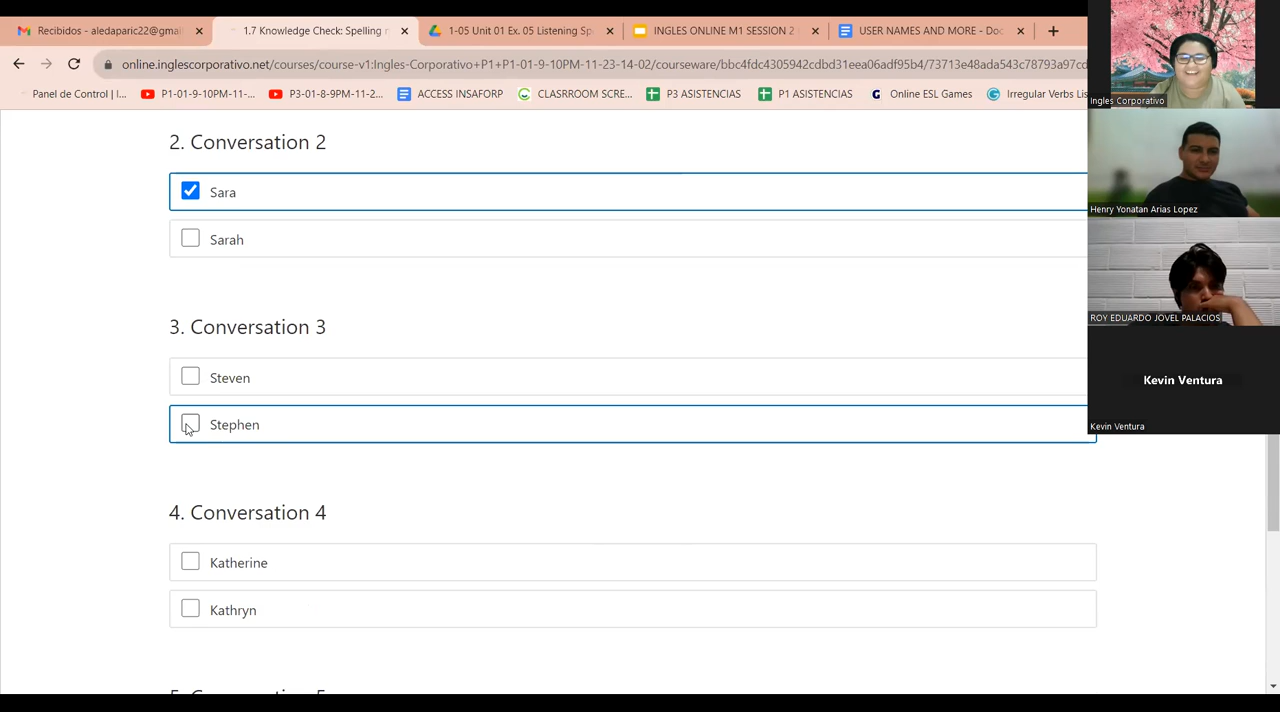 Recibidos - aledaparic22@gmai
1.7 Knowledge Check: Spelling
1-05 Unit 01 Ex. 05 Listening Sp
INGLES ONLINE M1 SESSION 2
USER NAMES AND MORE - Doc
online.inglescorporativo.net/courses/course-v1:Ingles-Corporativo+I1+P1-01-9-10PM-11-23-14-02/courseware/bbc4fdc4305942cdbd31eea06adf95b4/73713e48ada543c78793a97cd
Panel de Control | I...
P1-01-9-10PM-11-...
P3-01-8-9PM-11-2...
ACCESS INSAFORP
CLASRROOM SCRE...
P3 ASISTENCIAS
P1 ASISTENCIAS
Online ESL Games
Irregular Verbs Lis
Ingles Corporativo
2. Conversation 2
Sara
Sarah
Henry Yonatan Arias Lopez
3. Conversation 3
ROY EDUARDO JOVEL PALACIOS
Steven
Stephen
Kevin Ventura
Kevin Ventura
4. Conversation 4
Katherine
Kathryn